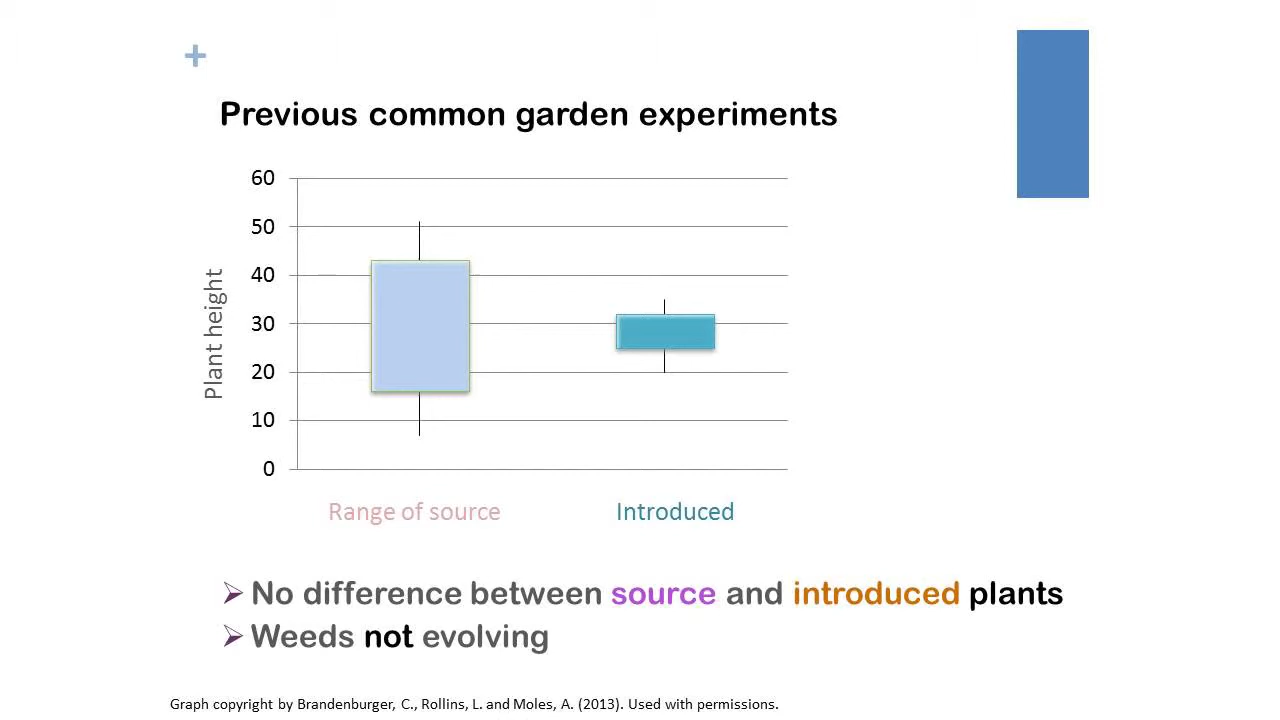 +
Previous common garden experiments
60
50
40
30
20
10
0
Plant height
Range of source
Introduced
➢ No difference between source and introduced plants
➢ Weeds not evolving
Graph copyright by Brandenburger, C., Rollins, L. and Moles, A. (2013). Used with permissions.